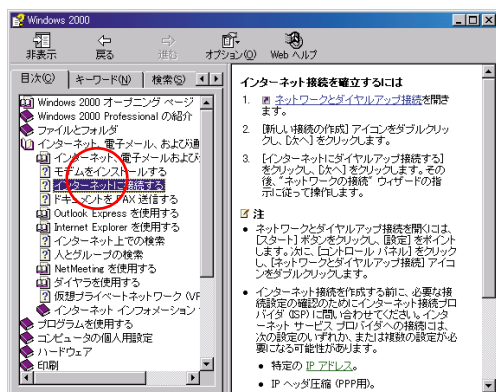 Windows 2000
非表示 戻る 進む オプション(O) Web ヘルプ
目次(C) キーワード(N) 検索(S)
Windows 2000 オープニング ページ
Windows 2000 Professional の紹介
ファイルとフォルダ
インターネット、電子メール、および通
インターネット、電子メールおよび
モデムをインストールする
インターネットに接続する
ドキュメントを FAX 送信する
Outlook Express を使用する
Internet Explorer を使用する
インターネット上での検索
人とグループの検索
NetMeeting を使用する
ダイヤラを使用する
仮想プライベートネットワーク (VP
インターネット インフォメーション
プログラムを使用する
コンピュータの個人用設定
ハードウェア
印刷
インターネット接続を確立するには
1. ネットワークとダイヤルアップ接続を開き
ます。
2. [新しい接続の作成] アイコンをダブルクリッ
クし、[次へ] をクリックします。
3. [インターネットにダイヤルアップ接続する]
をクリックし、[次へ] をクリックします。その
後、"ネットワークの接続" ウィザードの指
示に従って操作します。
注
• ネットワークとダイヤルアップ接続を開くには、
[スタート] ボタンをクリックし、[設定] をポイント
します。次に、[コントロール パネル] をクリック
し、[ネットワークとダイヤルアップ接続] アイコ
ンをダブルクリックします。
• インターネット接続を作成する前に、必要な接
続設定の確認のためにインターネット接続プロ
バイダ (ISP) に問い合わせてください。インタ
ーネット サービス プロバイダへの接続には、
次の設定のいずれか、または複数の設定が必
要になる可能性があります。
• 特定の IP アドレス。
• IP ヘッダ圧縮 (PPP用)。